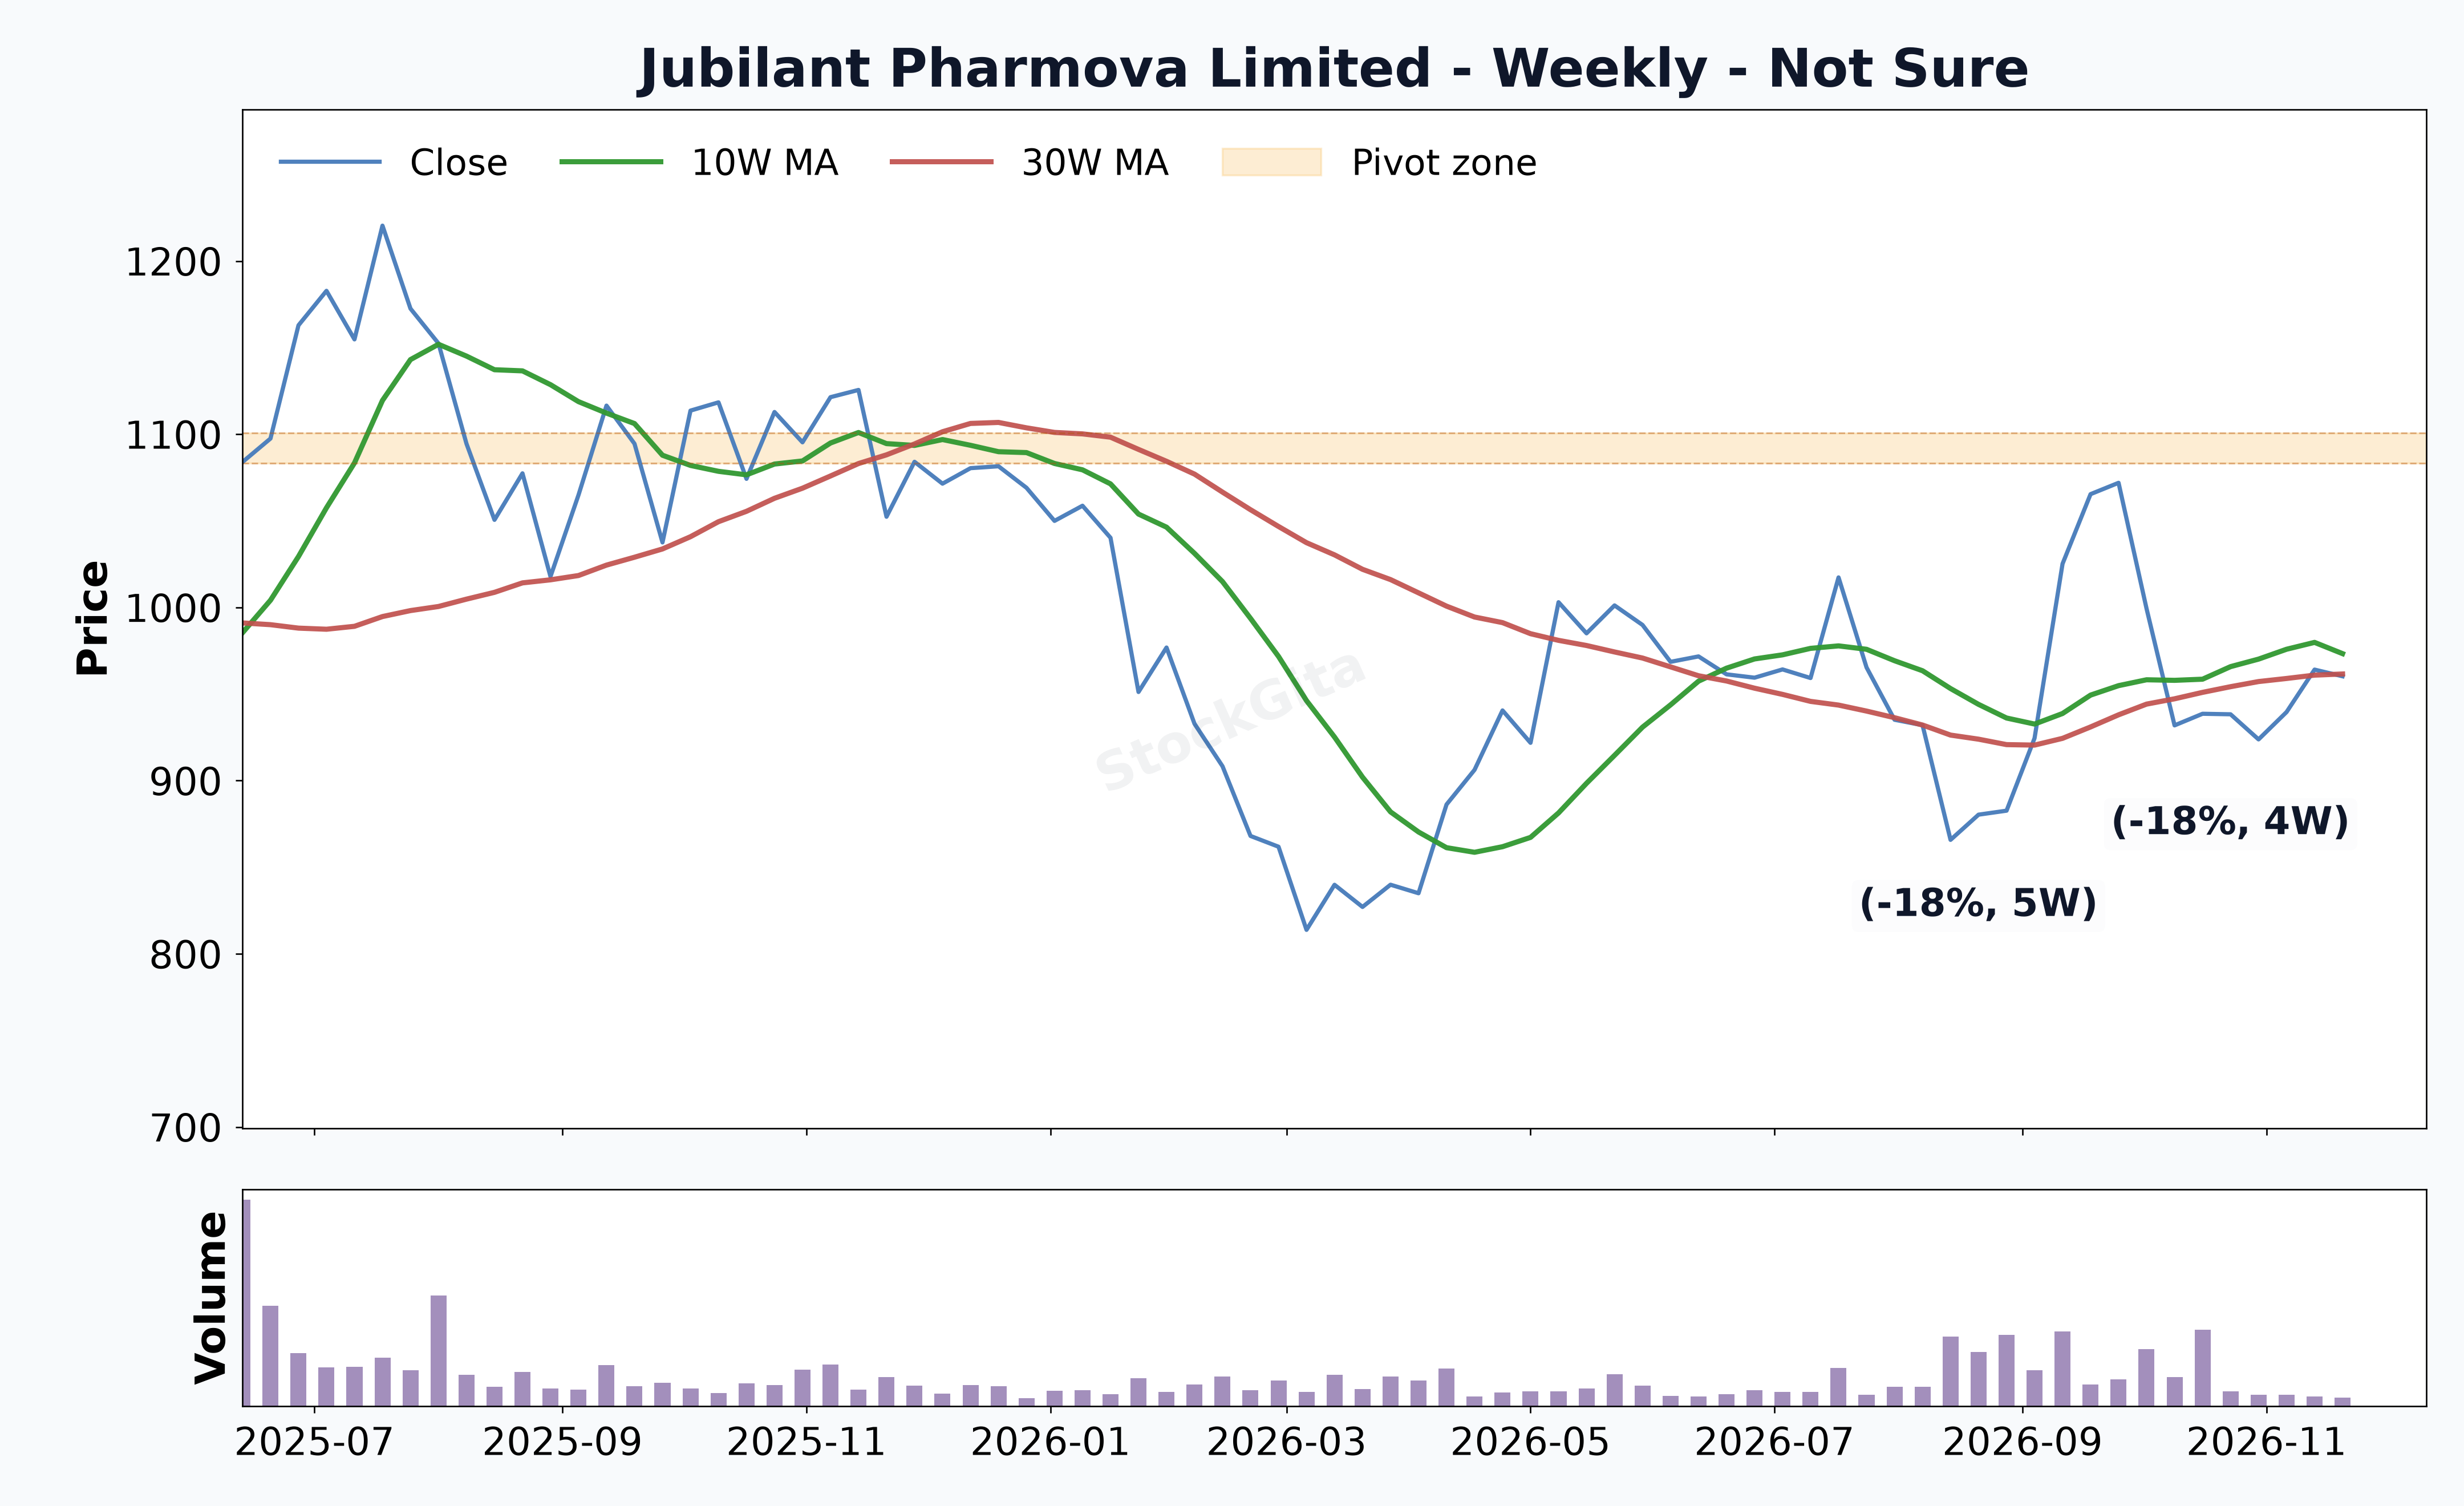 Jubilant Pharmova Limited - Weekly - Not Sure
Close 10W MA 30W MA Pivot zone
1200
1100
1000
900
800
700
Price
StockGita
(-18%, 4W)
(-18%, 5W)
Volume
2025-07 2025-09 2025-11 2026-01 2026-03 2026-05 2026-07 2026-09 2026-11